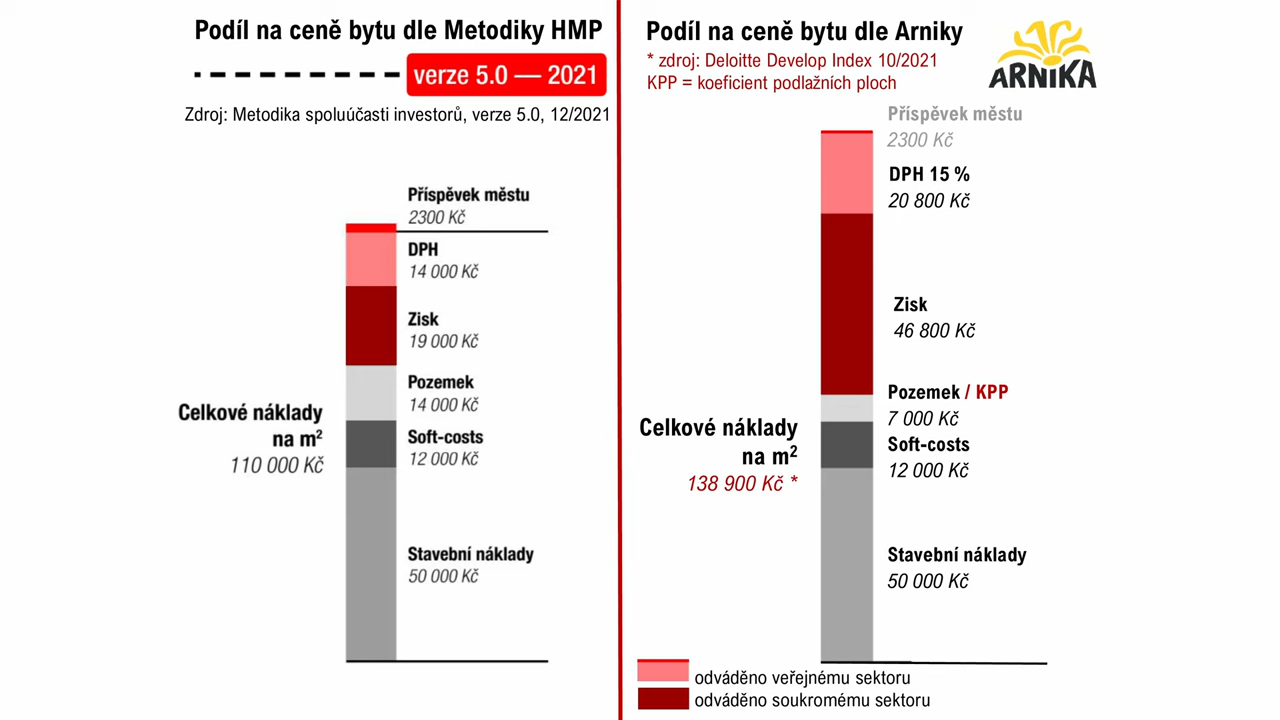 Podíl na ceně bytu dle Metodiky HMP
verze 5.0 — 2021
Zdroj: Metodika spoluúčasti investorů, verze 5.0, 12/2021
Příspěvek městu
2300 Kč
DPH
14 000 Kč
Zisk
19 000 Kč
Pozemek
14 000 Kč
Celkové náklady
na m²
110 000 Kč
Soft-costs
12 000 Kč
Stavební náklady
50 000 Kč
Podíl na ceně bytu dle Arniky
* zdroj: Deloitte Develop Index 10/2021
KPP = koeficient podlažních ploch
ARNIKA
Příspěvek městu
2300 Kč
DPH 15 %
20 800 Kč
Zisk
46 800 Kč
Pozemek / KPP
7 000 Kč
Celkové náklady
na m²
138 900 Kč *
Soft-costs
12 000 Kč
Stavební náklady
50 000 Kč
odváděno veřejnému sektoru
odváděno soukromému sektoru